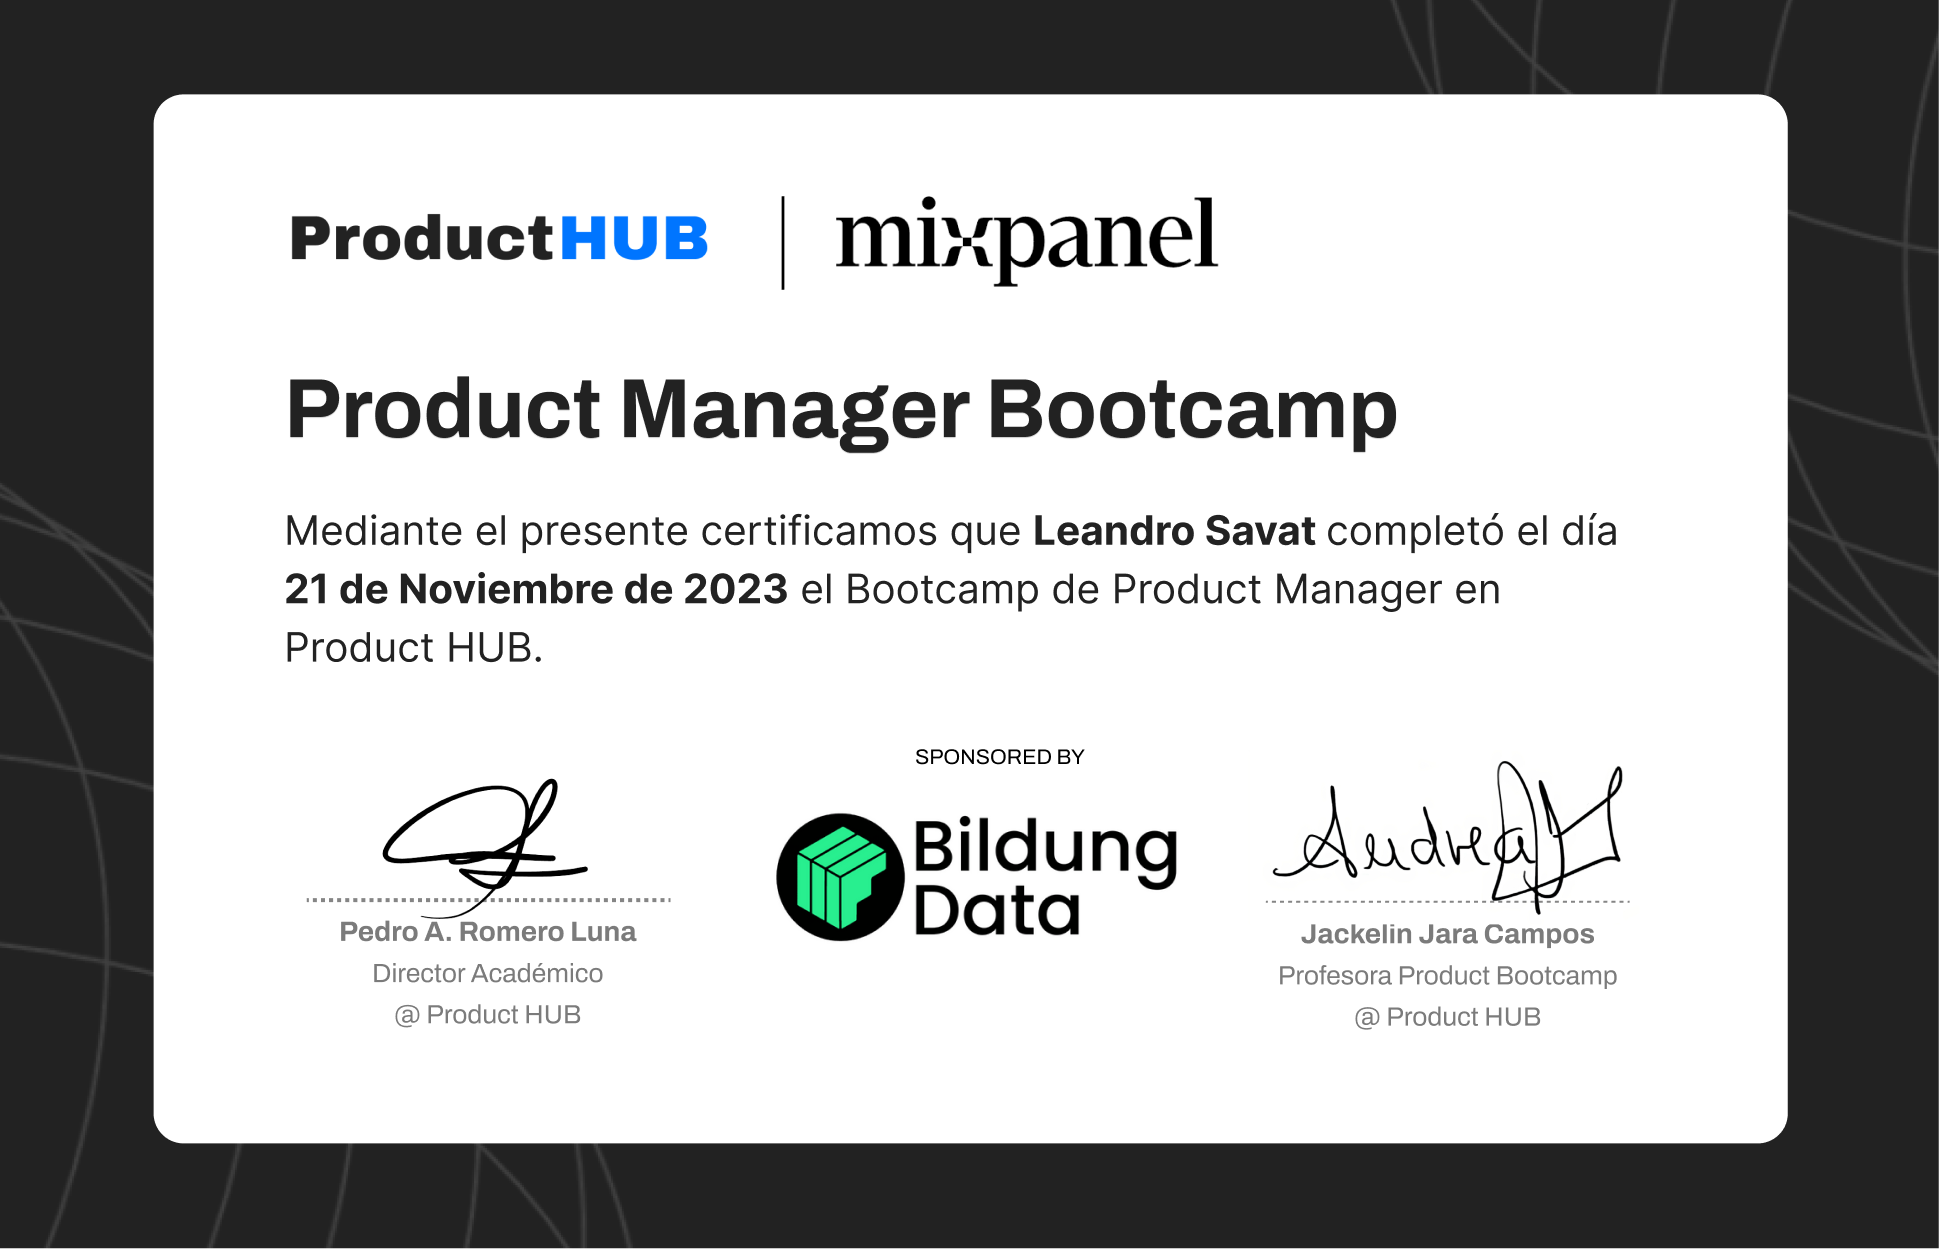 ProductHUB | mixpanel
Product Manager Bootcamp
Mediante el presente certificamos que Leandro Savat completó el día
21 de Noviembre de 2023 el Bootcamp de Product Manager en
Product HUB.
SPONSORED BY
Bildung
Data
Pedro A. Romero Luna
Director Académico
@ Product HUB
Andrea
Jackelin Jara Campos
Profesora Product Bootcamp
@ Product HUB